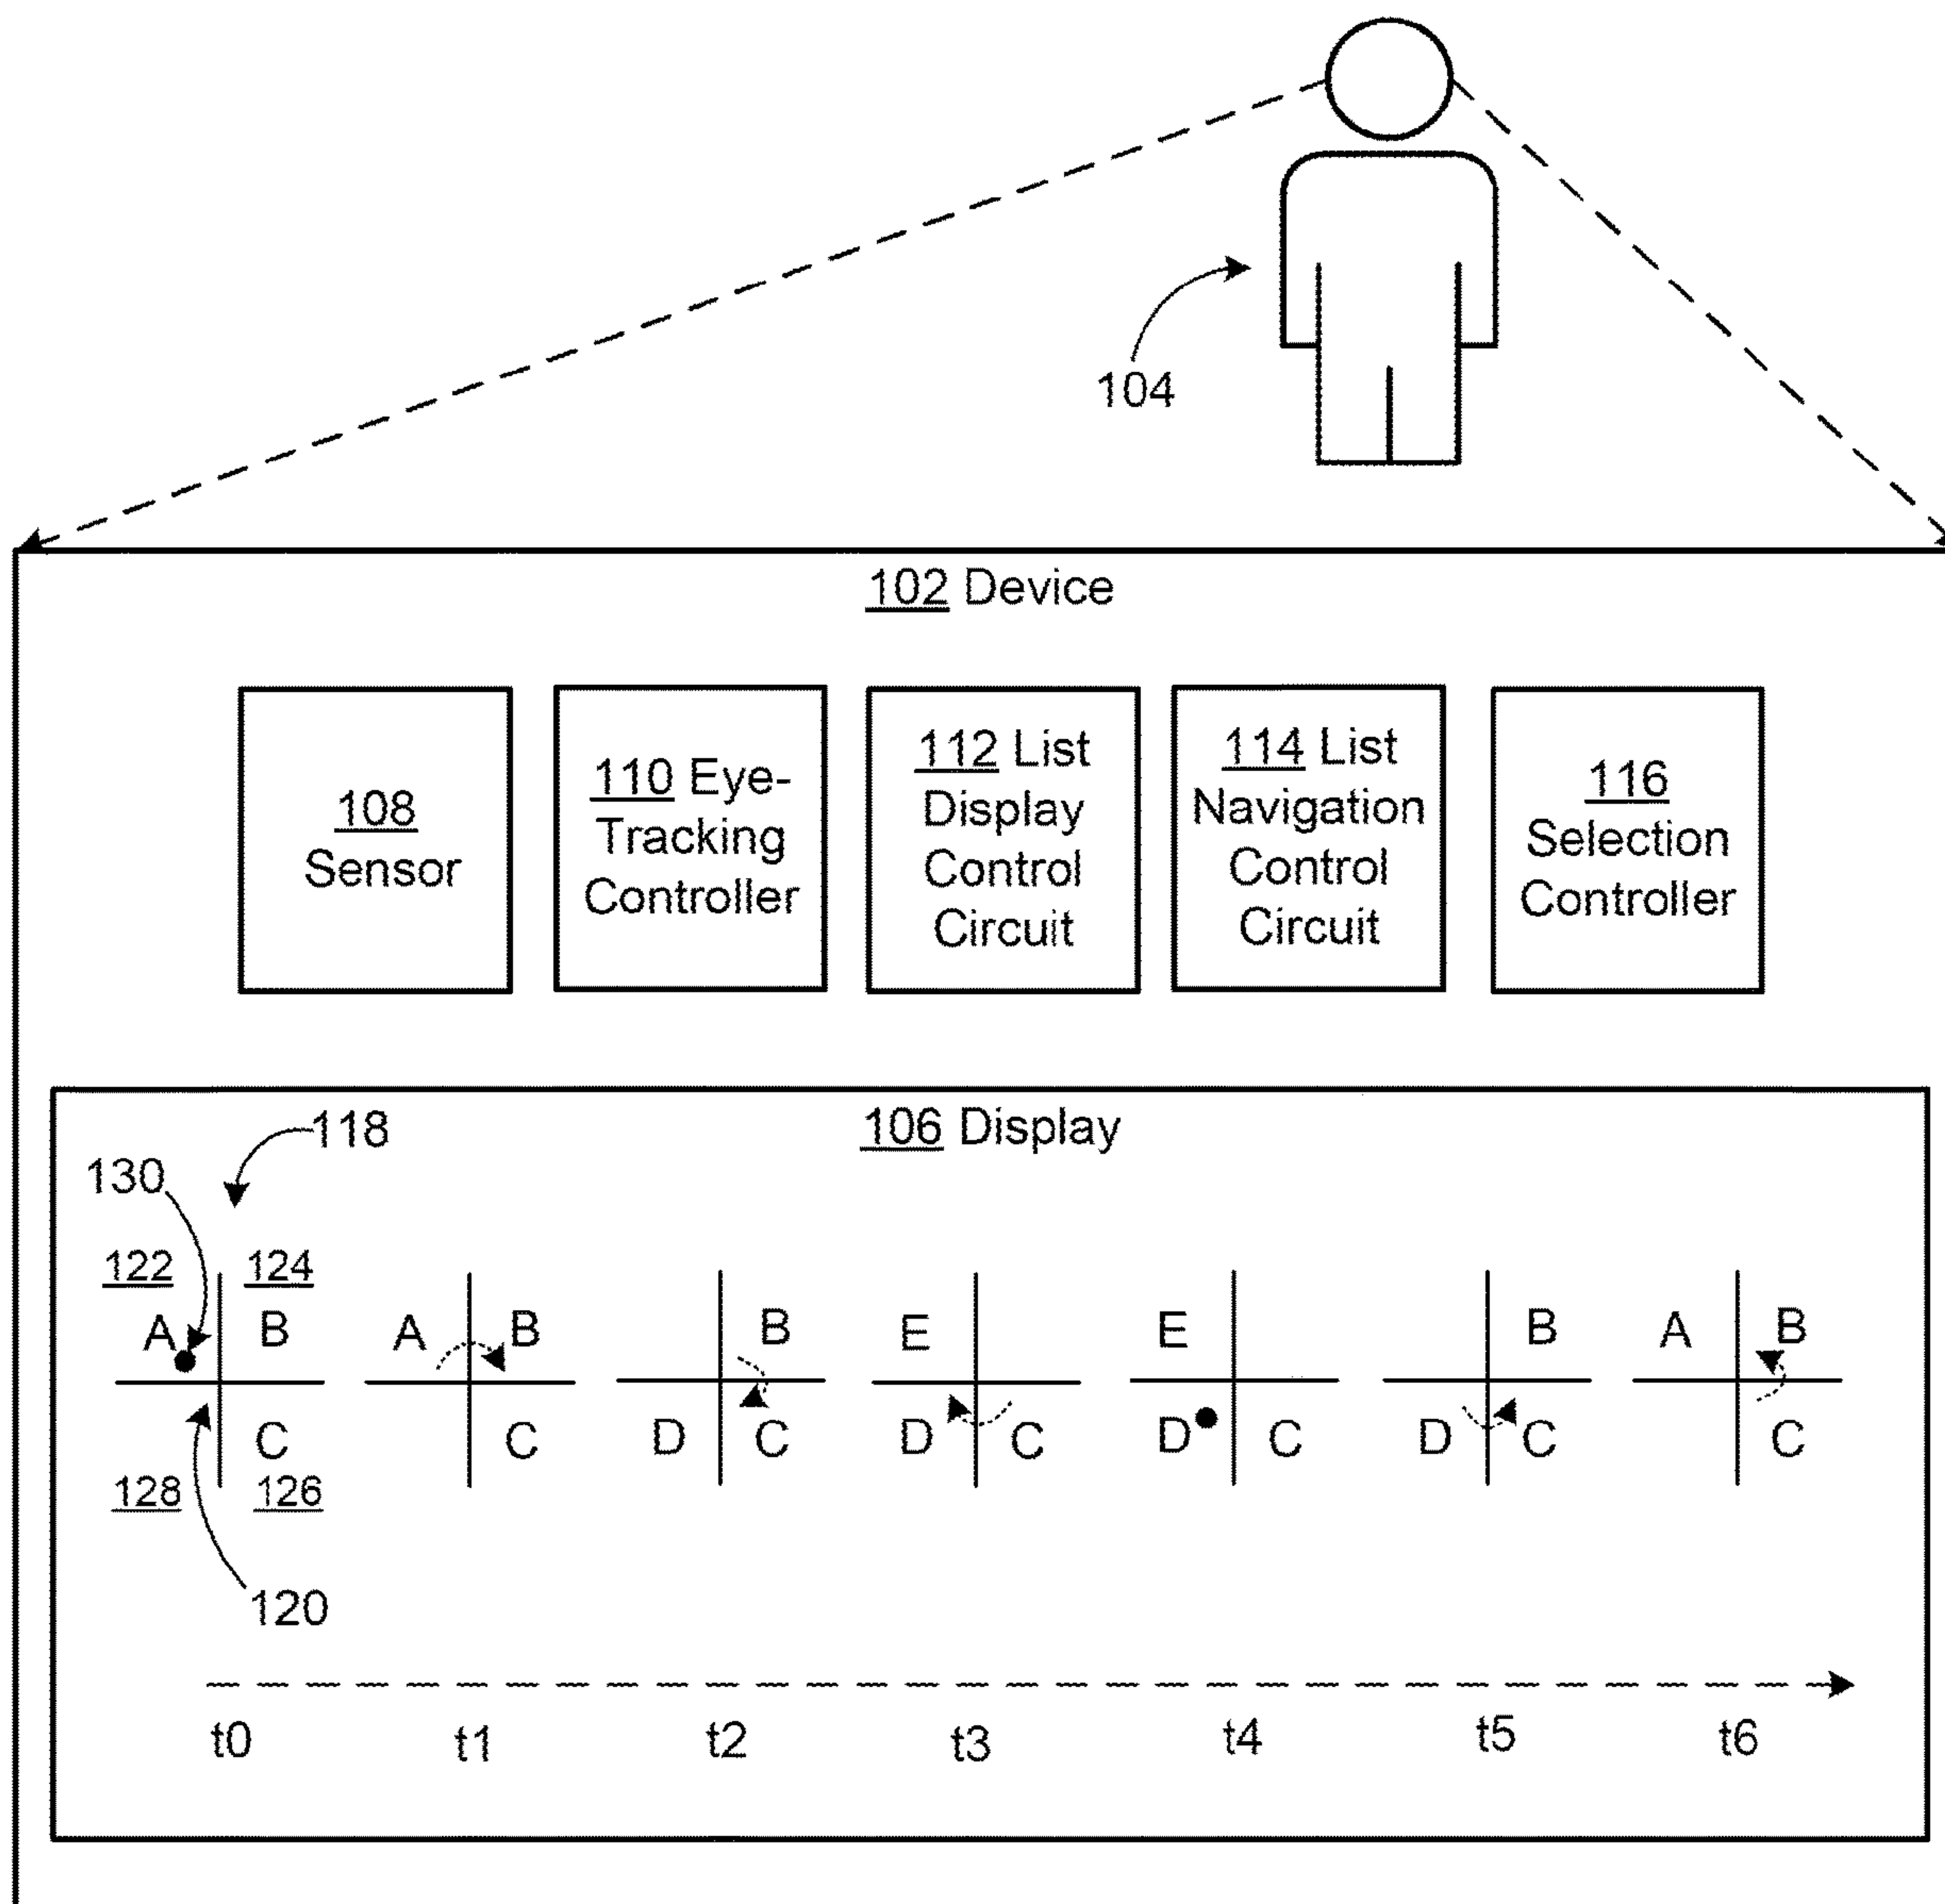 104
102 Device
108
Sensor
110 Eye-
Tracking
Controller
112 List
Display
Control
Circuit
114 List
Navigation
Control
Circuit
116
Selection
Controller
106 Display
118
130
122 124
A B A B B E E B A B
C C D C D C D C D C C
128 126
120
t0 t1 t2 t3 t4 t5 t6